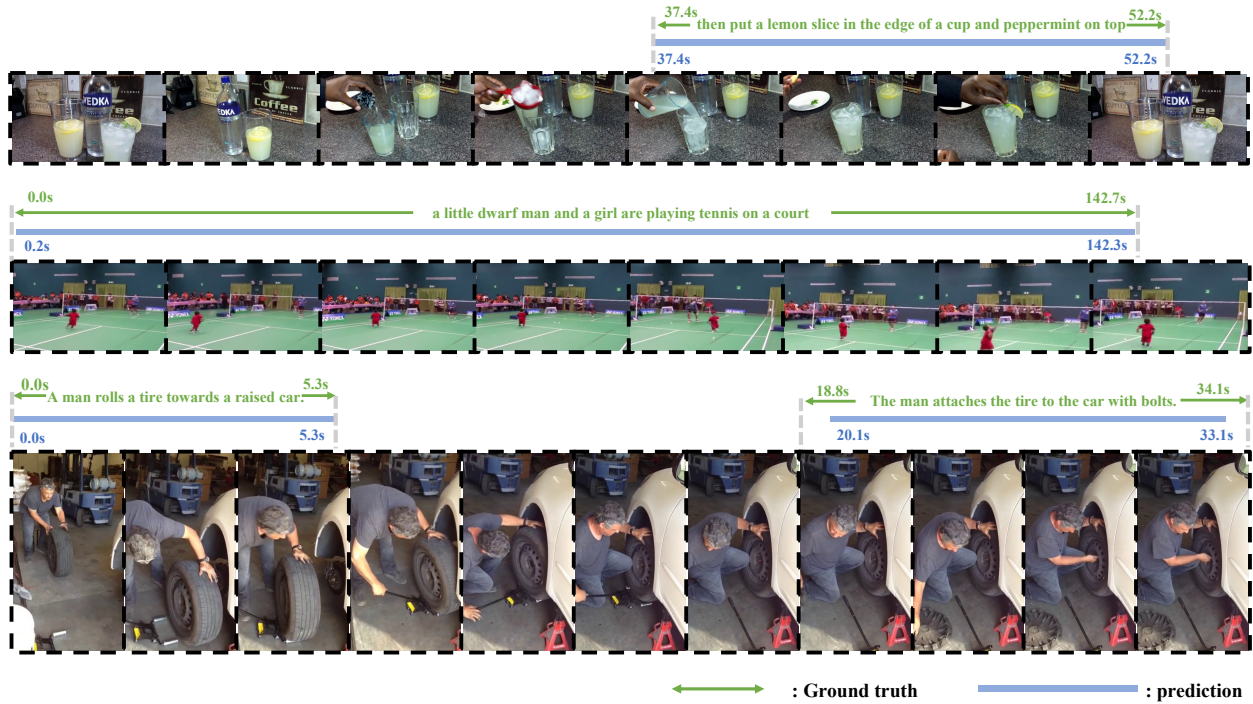 37.4s 52.2s
then put a lemon slice in the edge of a cup and peppermint on top
37.4s 52.2s
VEDKA VEDKA Coffee CLASSIC VEDKA
0.0s 142.7s
a little dwarf man and a girl are playing tennis on a court
0.2s 142.3s
0.0s 5.3s 18.8s 34.1s
A man rolls a tire towards a raised car. The man attaches the tire to the car with bolts.
0.0s 5.3s 20.1s 33.1s
: Ground truth : prediction